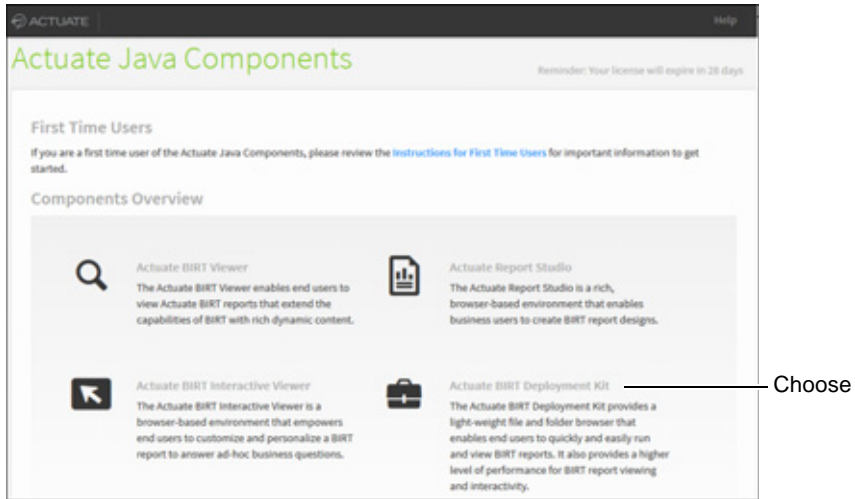 ACTUATE
Help
Actuate Java Components
Reminder: Your license will expire in 28 days
First Time Users
If you are a first time user of the Actuate Java Components, please review the Instructions for First Time Users for important information to get
started.
Components Overview
Actuate BIRT Viewer
The Actuate BIRT Viewer enables end users to
view Actuate BIRT reports that extend the
capabilities of BIRT with rich dynamic content.
Actuate Report Studio
The Actuate Report Studio is a rich,
browser-based environment that enables
business users to create BIRT report designs.
Actuate BIRT Interactive Viewer
The Actuate BIRT Interactive Viewer is a
browser-based environment that empowers
end users to customize and personalize a BIRT
report to answer ad-hoc business questions.
Actuate BIRT Deployment Kit
The Actuate BIRT Deployment Kit provides a
light-weight file and folder browser that
enables end users to quickly and easily run
and view BIRT reports. It also provides a higher
level of performance for BIRT report viewing
and interactivity.
Choose